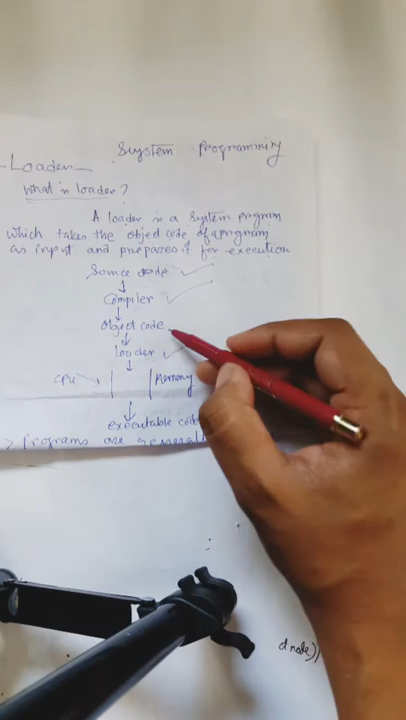 System Programming
Loader
What is loader?
A loader is a System program
which takes the object code of a program
as input and prepares it for execution
Source code
Compiler
Object code
loader
CPU Memory
executable code
> Programs are generall